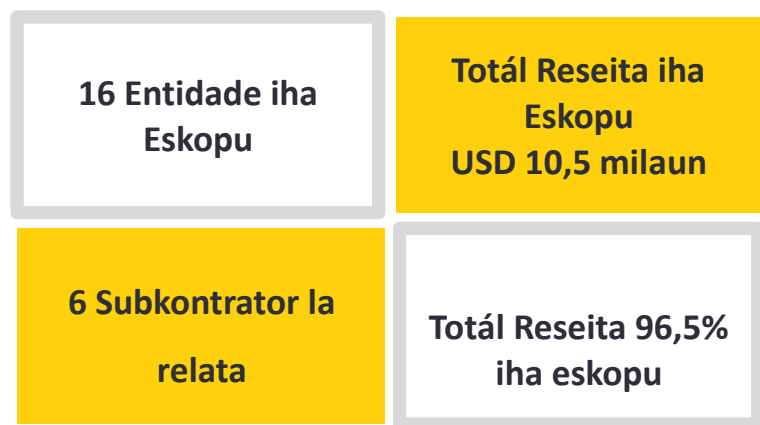 16 Entidade iha
Eskopu
Totál Reseita iha
Eskopu
USD 10,5 milaun
6 Subkontrator la
relata
Totál Reseita 96,5%
iha eskopu